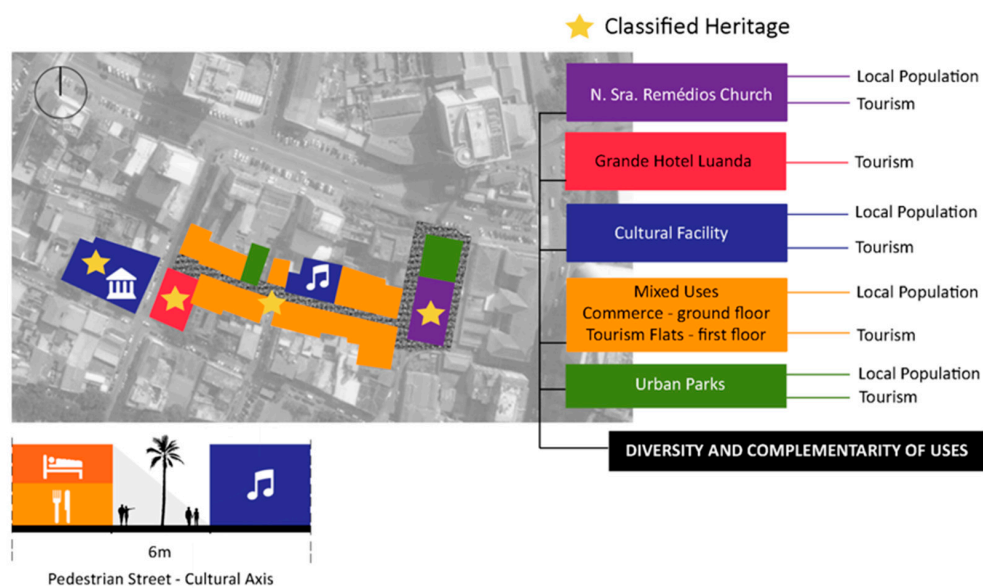 Classified Heritage
N. Sra. Remédios Church
Local Population
Tourism
Grande Hotel Luanda
Tourism
Cultural Facility
Local Population
Tourism
Mixed Uses
Commerce - ground floor
Tourism Flats - first floor
Local Population
Tourism
Urban Parks
Local Population
Tourism
DIVERSITY AND COMPLEMENTARITY OF USES
6m
Pedestrian Street - Cultural Axis